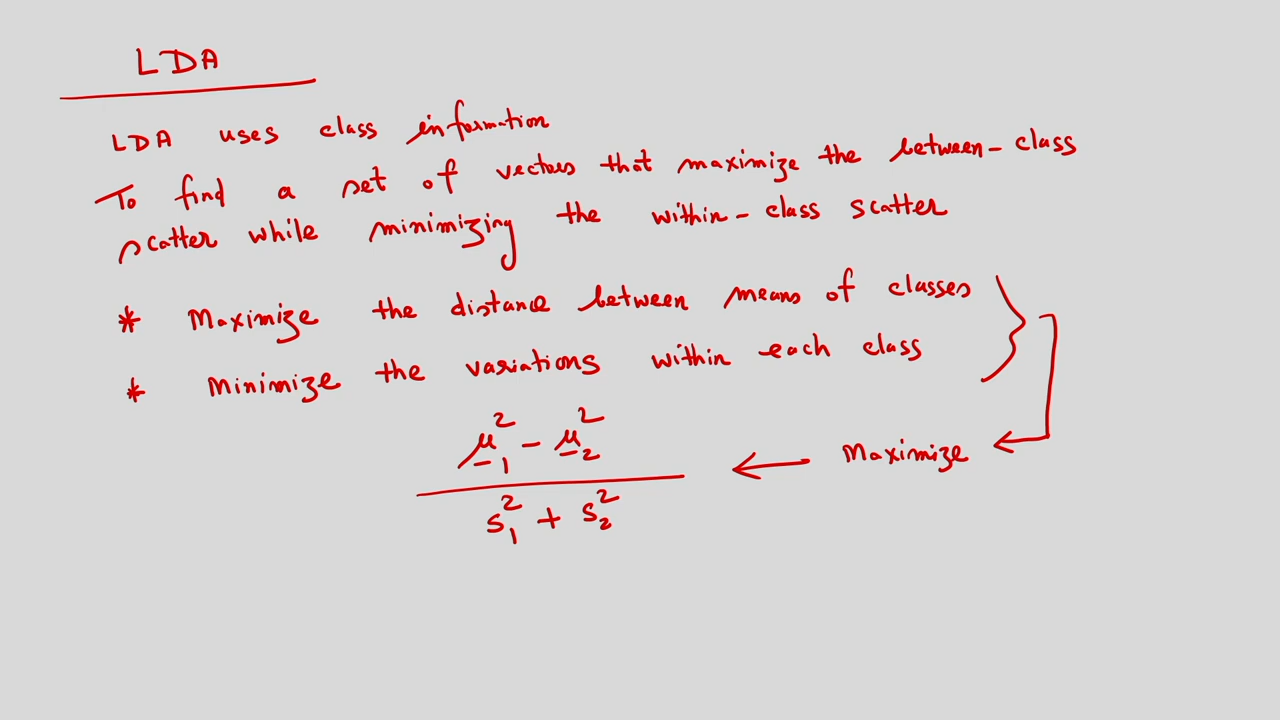 LDA
LDA uses class information
To find a set of vectors that maximize the between-class
scatter while minimizing the within-class scatter
* Maximize the distance between means of classes
* Minimize the variations within each class
μ₁² - μ₂²
s₁² + s₂²
← Maximize ←